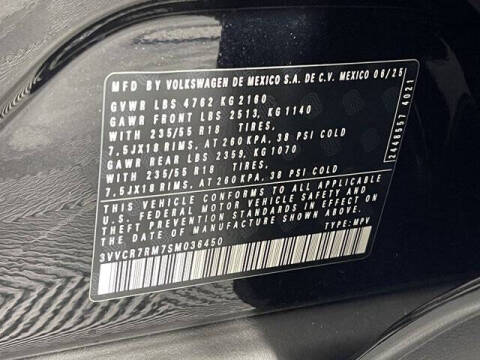 MFD BY VOLKSWAGEN DE MEXICO S.A. DE C.V. MEXICO 06/25
GVWR LBS 4762 KG 2160
GAWR FRONT LBS 2513, KG 1140
WITH 235/55 R18 TIRES,
7,5JX18 RIMS, AT 260 KPA, 38 PSI COLD
GAWR REAR LBS 2359, KG 1070
WITH 235/55 R18 TIRES,
7,5JX18 RIMS, AT 260 KPA, 38 PSI COLD
THIS VEHICLE CONFORMS TO ALL APPLICABLE
U.S. FEDERAL MOTOR VEHICLE SAFETY AND
THEFT PREVENTION STANDARDS IN EFFECT ON THE
DATE OF MANUFACTURE SHOWN ABOVE.
3VVCR7RM7SM036450 TYPE: MPV
2448557 4021